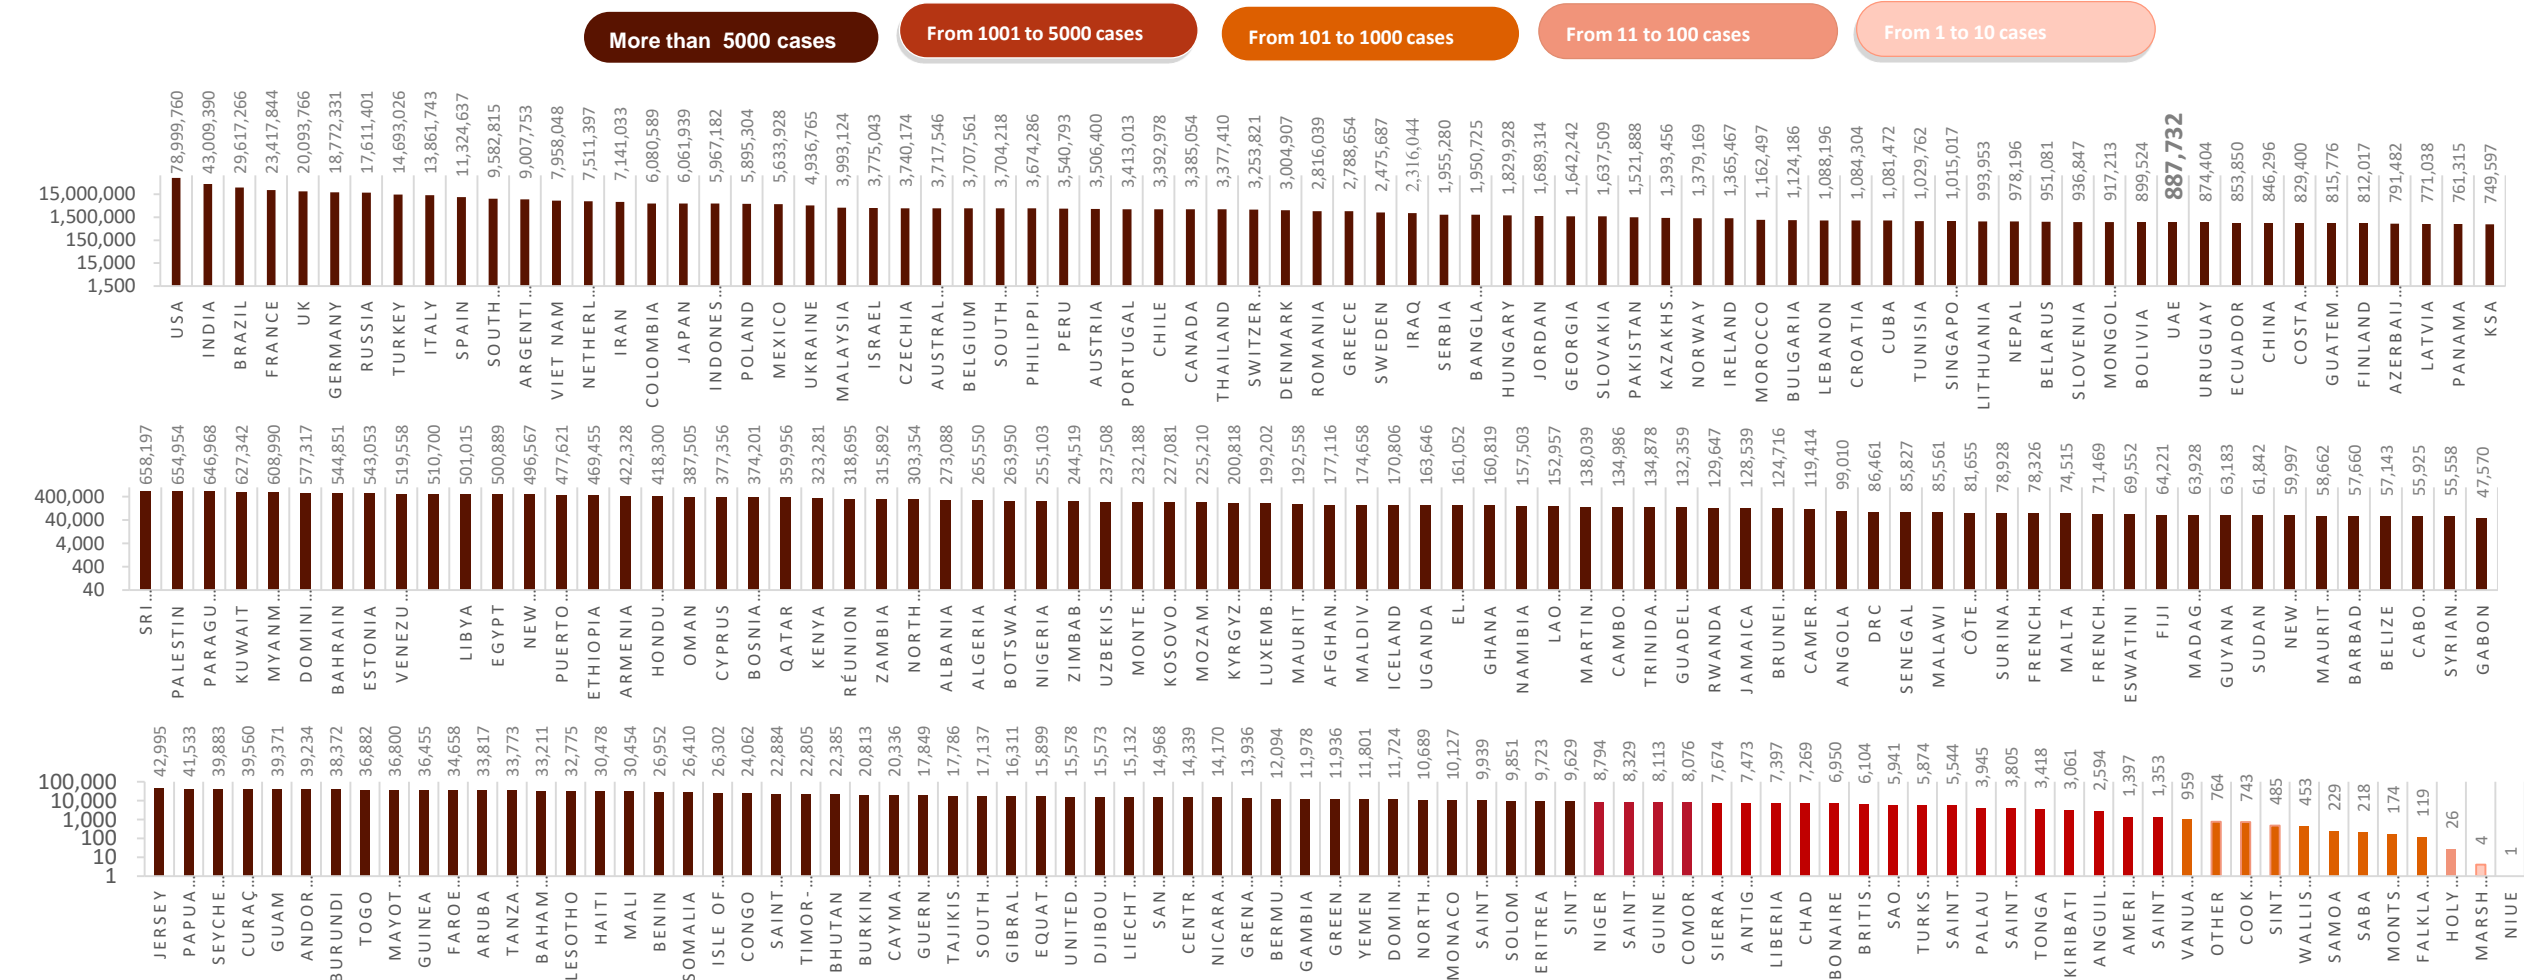 More than  5000 cases
From 1001 to 5000 cases
From 101 to 1000 cases
From 11 to 100 cases
From 1 to 10 cases
78,999,760 43,009,390 29,617,266 23,417,844 20,093,766 18,772,331 17,611,401 14,693,026 13,861,743 11,324,637 9,582,815 9,007,753 7,958,048 7,511,397 7,141,033 6,080,589 6,061,939 5,967,182 5,895,304 5,633,928 4,936,765 3,993,124 3,775,043 3,740,174 3,717,546 3,707,561 3,704,218 3,674,286 3,540,793 3,506,400 3,413,013 3,392,978 3,385,054 3,377,410 3,253,821 3,004,907 2,816,039 2,788,654 2,475,687 2,316,044 1,955,280 1,950,725 1,829,928 1,689,314 1,642,242 1,637,509 1,521,888 1,393,456 1,379,169 1,365,467 1,162,497 1,124,186 1,088,196 1,084,304 1,081,472 1,029,762 1,015,017 993,953 978,196 951,081 936,847 917,213 899,524 887,732 874,404 853,850 846,296 829,400 815,776 812,017 791,482 771,038 761,315 749,597
15,000,000
1,500,000
150,000
15,000
1,500
USA INDIA BRAZIL FRANCE UK GERMANY RUSSIA TURKEY ITALY SPAIN SOUTH… ARGENTI… VIET NAM NETHERL… IRAN COLOMBIA JAPAN INDONES… POLAND MEXICO UKRAINE MALAYSIA ISRAEL CZECHIA AUSTRAL… BELGIUM SOUTH… PHILIPPI… PERU AUSTRIA PORTUGAL CHILE CANADA THAILAND SWITZER… DENMARK ROMANIA GREECE SWEDEN IRAQ SERBIA BANGLA… HUNGARY JORDAN GEORGIA SLOVAKIA PAKISTAN KAZAKHS… NORWAY IRELAND MOROCCO BULGARIA LEBANON CROATIA CUBA TUNISIA SINGAPO… LITHUANIA NEPAL BELARUS SLOVENIA MONGOL… BOLIVIA UAE URUGUAY ECUADOR CHINA COSTA… GUATEM… FINLAND AZERBAIJ… LATVIA PANAMA KSA
658,197 654,954 646,968 627,342 608,990 577,317 544,851 543,053 519,558 510,700 501,015 500,889 496,567 477,621 469,455 422,328 418,300 387,505 377,356 374,201 359,956 323,281 318,695 315,892 303,354 273,088 265,550 263,950 255,103 244,519 237,508 232,188 227,081 225,210 200,818 199,202 192,558 177,116 174,658 170,806 163,646 161,052 160,819 157,503 152,957 138,039 134,986 134,878 132,359 129,647 128,539 124,716 119,414 99,010 86,461 85,827 85,561 81,655 78,928 78,326 74,515 71,469 69,552 64,221 63,928 63,183 61,842 59,997 58,662 57,660 57,143 55,925 55,558 47,570
400,000
40,000
4,000
400
40
SRI… PALESTIN PARAGU… KUWAIT MYANM… DOMINI… BAHRAIN ESTONIA VENEZU… … LIBYA EGYPT NEW… PUERTO… ETHIOPIA ARMENIA HONDU… OMAN CYPRUS BOSNIA… QATAR KENYA RÉUNION ZAMBIA NORTH… ALBANIA ALGERIA BOTSWA… NIGERIA ZIMBAB… UZBEKIS… MONTE… KOSOVO… MOZAM… KYRGYZ… LUXEMB… MAURIT… AFGHAN… MALDIV… ICELAND UGANDA EL… GHANA NAMIBIA LAO… MARTIN… CAMBO… TRINIDA… GUADEL… RWANDA JAMAICA BRUNEI… CAMER… ANGOLA DRC SENEGAL MALAWI CÔTE… SURINA… FRENCH… MALTA FRENCH… ESWATINI FIJI MADAG… GUYANA SUDAN NEW… MAURIT… BARBAD… BELIZE CABO… SYRIAN… GABON
42,995 41,533 39,883 39,560 39,371 39,234 38,372 36,882 36,800 36,455 34,658 33,817 33,773 33,211 32,775 30,478 30,454 26,952 26,410 26,302 24,062 22,884 22,805 22,385 20,813 20,336 17,849 17,786 17,137 16,311 15,899 15,578 15,573 15,132 14,968 14,339 14,170 13,936 12,094 11,978 11,936 11,801 11,724 10,689 10,127 9,939 9,851 9,723 9,629 8,794 8,329 8,113 8,076 7,674 7,473 7,397 7,269 6,950 6,104 5,941 5,874 5,544 3,945 3,805 3,418 3,061 2,594 1,397 1,353 959 764 743 485 453 229 218 174 119 26 4 1
100,000
10,000
1,000
100
10
1
JERSEY PAPUA… SEYCHE… CURAÇ… GUAM ANDOR… BURUNDI TOGO MAYOT… GUINEA FAROE… ARUBA TANZA… BAHAM… LESOTHO HAITI MALI BENIN SOMALIA ISLE OF… CONGO SAINT… TIMOR-… BHUTAN BURKIN… CAYMA… GUERN… TAJIKIS… SOUTH… GIBRAL… EQUAT… UNITED… DJIBOU… LIECHT… SAN… CENTR… NICARA… GRENA… BERMU… GAMBIA GREEN… YEMEN DOMIN… NORTH… MONACO SAINT… SOLOM… ERITREA SINT… NIGER SAINT… GUINE… COMOR… SIERRA… ANTIG… LIBERIA CHAD BONAIRE BRITIS… SAO… TURKS… SAINT… PALAU SAINT… TONGA KIRIBATI ANGUIL… AMERI… SAINT… VANUA… OTHER COOK… SINT… WALLIS… SAMOA SABA MONTS… FALKLA… HOLY… MARSH… NIUE